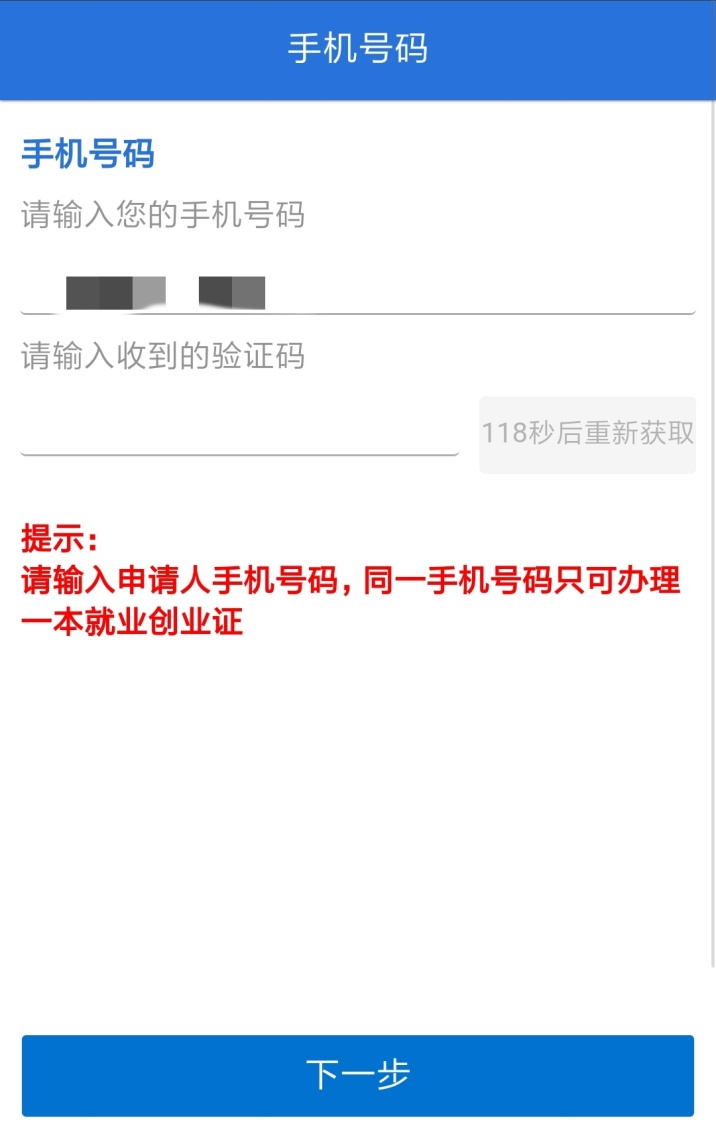 手机号码
手机号码
请输入您的手机号码
请输入收到的验证码
118秒后重新获取
提示：
请输入申请人手机号码，同一手机号码只可办理
一本就业创业证
下一步